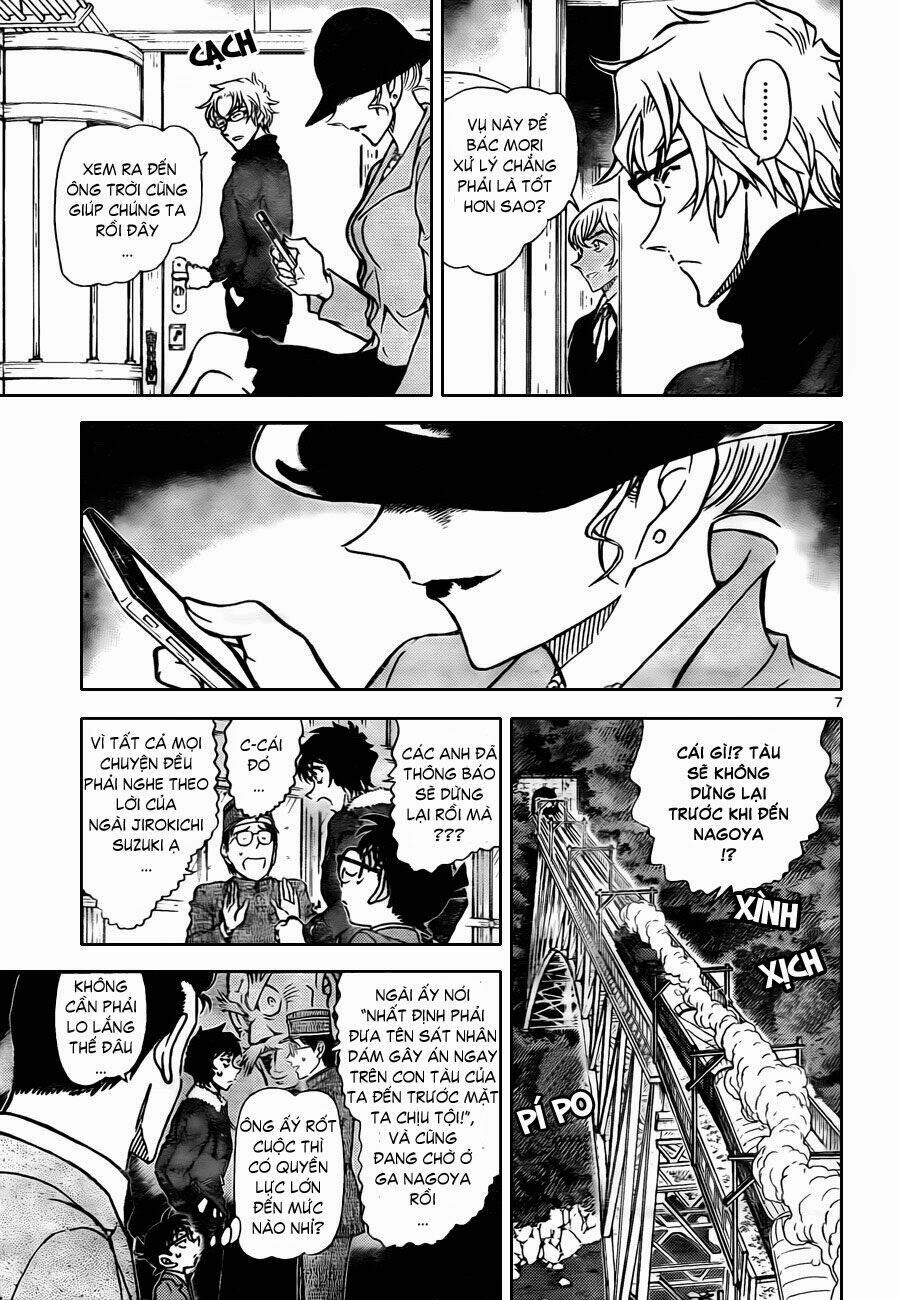 .........
VỤ NÀY ĐỂ
BÁC MORI
XỬ LÝ CHẲNG
PHẢI LÀ TỐT
HƠN SAO?
CẠCH
XEM RA ĐẾN
ÔNG TRỜI CŨNG
GIÚP CHÚNG TA
RỒI ĐÂY
...
7
CÁI GÌ!? TÀU
SẼ KHÔNG
DỪNG LẠI
TRƯỚC KHI ĐẾN
NAGOYA
!?
XÌNH
XỊCH
PÍ PO
CÁC ANH ĐÃ
THÔNG BÁO
SẼ DỪNG
LẠI RỒI MÀ
???
C-CÁI
ĐÓ
...
VÌ TẤT CẢ MỌI
CHUYỆN ĐỀU
PHẢI NGHE THEO
LỜI CỦA
NGÀI JIROKICHI
SUZUKI Ạ
...
NGÀI ẤY NÓI
"NHẤT ĐỊNH PHẢI
ĐƯA TÊN SÁT NHÂN
DÁM GÂY ÁN NGAY
TRÊN CON TÀU CỦA
TA ĐẾN TRƯỚC MẶT
TA CHỊU TỘI!",
VÀ CŨNG
ĐANG CHỜ Ở
GA NAGOYA
RỒI
...
ÔNG ẤY RỐT
CUỘC THÌ
CÓ QUYỀN
LỰC LỚN
ĐẾN MỨC
NÀO NHỈ?
KHÔNG
CẦN PHẢI
LO LẮNG
THẾ ĐÂU
...